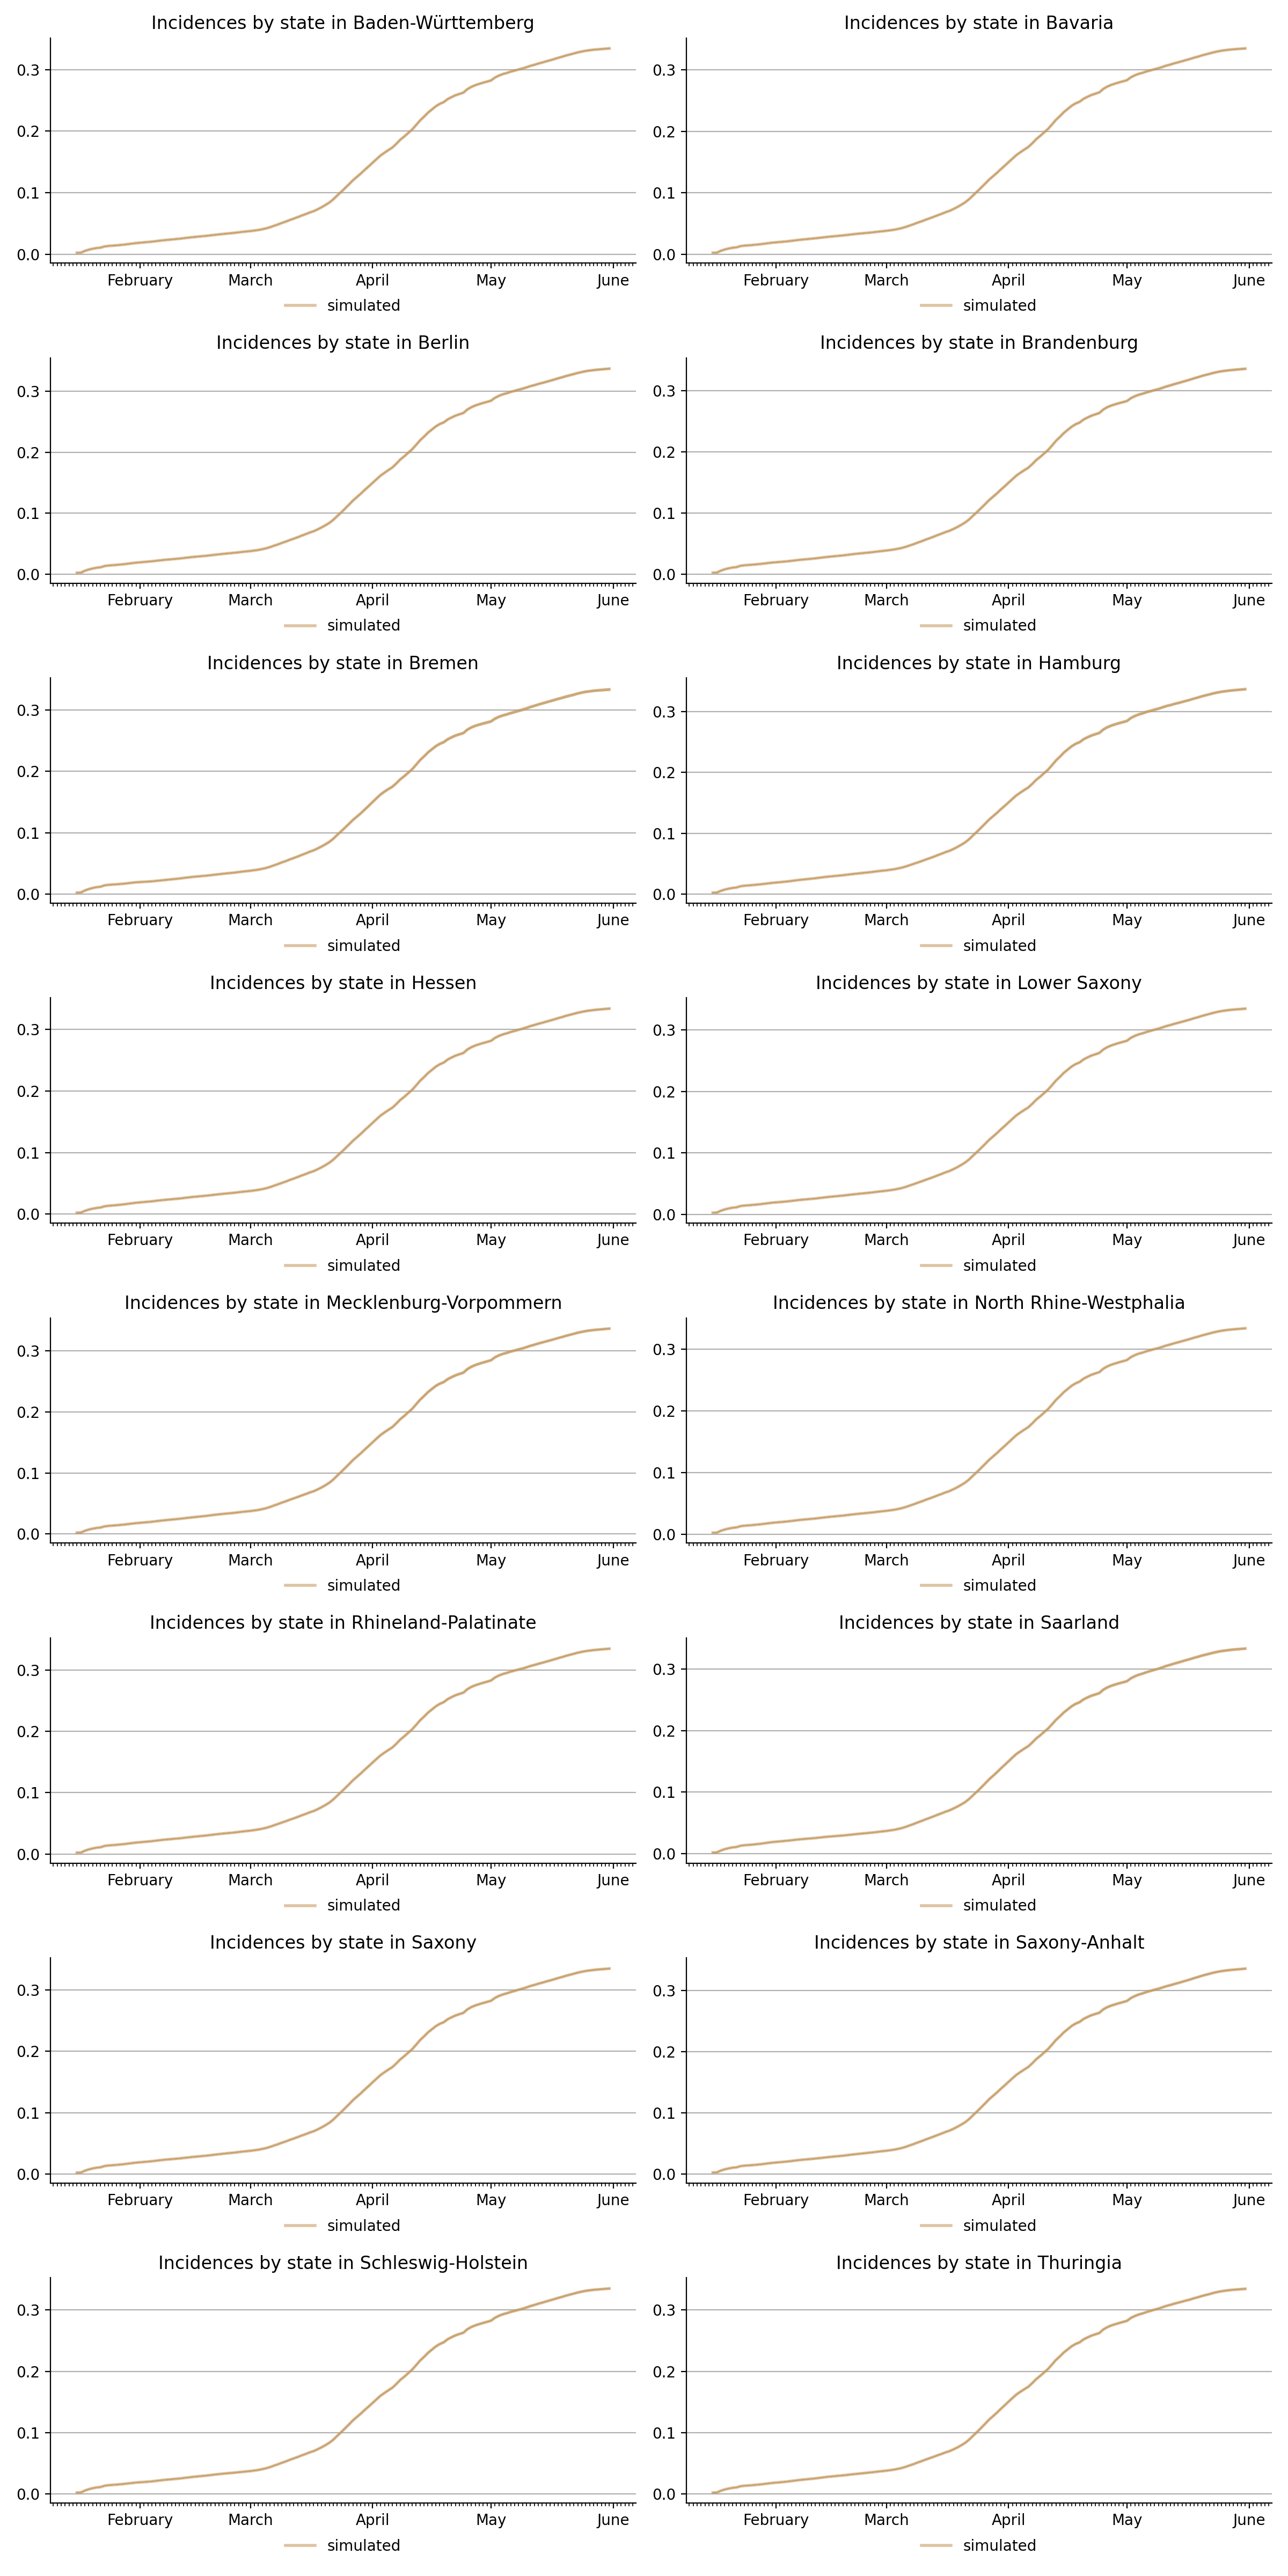 Incidences by state in Baden-Württemberg
0.3
0.2
0.1
0.0
February March April May June
simulated
Incidences by state in Bavaria
0.3
0.2
0.1
0.0
February March April May June
simulated
Incidences by state in Berlin
0.3
0.2
0.1
0.0
February March April May June
simulated
Incidences by state in Brandenburg
0.3
0.2
0.1
0.0
February March April May June
simulated
Incidences by state in Bremen
0.3
0.2
0.1
0.0
February March April May June
simulated
Incidences by state in Hamburg
0.3
0.2
0.1
0.0
February March April May June
simulated
Incidences by state in Hessen
0.3
0.2
0.1
0.0
February March April May June
simulated
Incidences by state in Lower Saxony
0.3
0.2
0.1
0.0
February March April May June
simulated
Incidences by state in Mecklenburg-Vorpommern
0.3
0.2
0.1
0.0
February March April May June
simulated
Incidences by state in North Rhine-Westphalia
0.3
0.2
0.1
0.0
February March April May June
simulated
Incidences by state in Rhineland-Palatinate
0.3
0.2
0.1
0.0
February March April May June
simulated
Incidences by state in Saarland
0.3
0.2
0.1
0.0
February March April May June
simulated
Incidences by state in Saxony
0.3
0.2
0.1
0.0
February March April May June
simulated
Incidences by state in Saxony-Anhalt
0.3
0.2
0.1
0.0
February March April May June
simulated
Incidences by state in Schleswig-Holstein
0.3
0.2
0.1
0.0
February March April May June
simulated
Incidences by state in Thuringia
0.3
0.2
0.1
0.0
February March April May June
simulated